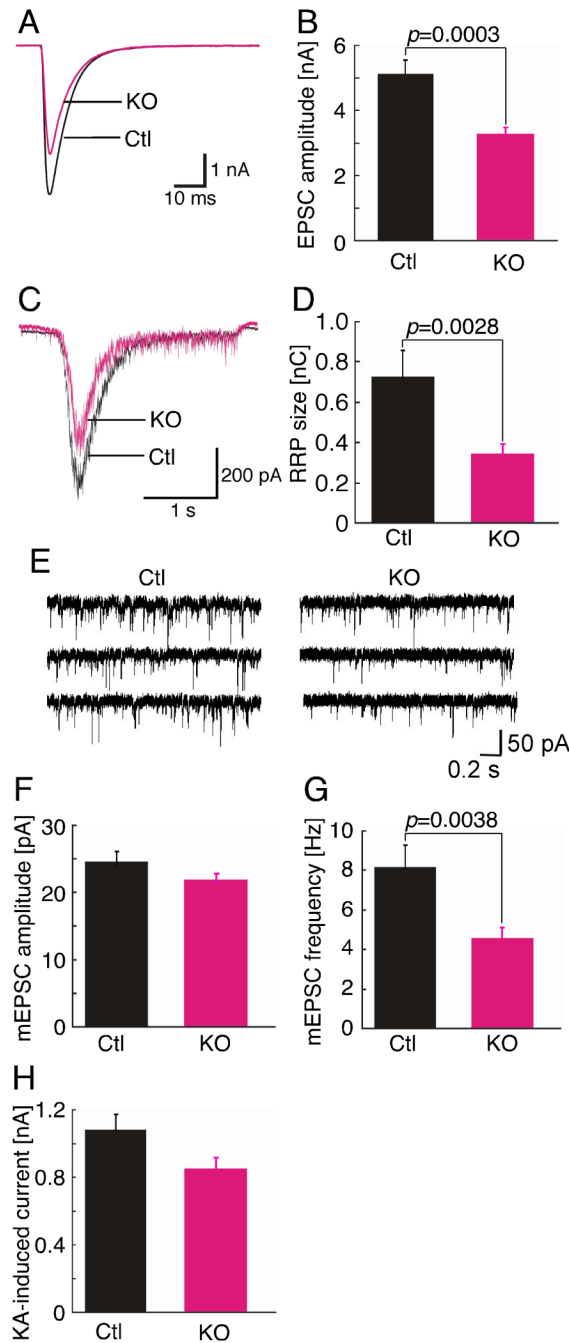 A
KO
Ctl
1 nA
10 ms
B
p=0.0003
EPSC amplitude [nA]
6
4
2
0
Ctl
KO
C
KO
Ctl
200 pA
1 s
D
p=0.0028
RRP size [nC]
1.0
0.8
0.6
0.4
0.2
0
Ctl
KO
E
Ctl
KO
50 pA
0.2 s
F
mEPSC amplitude [pA]
30
20
10
0
Ctl
KO
G
p=0.0038
mEPSC frequency [Hz]
10
8
6
4
2
0
Ctl
KO
H
KA-induced current [nA]
1.2
0.8
0.4
0
Ctl
KO